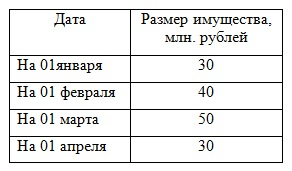 Дата Размер имущества,
млн. рублей
На 01января 30
На 01 февраля 40
На 01 марта 50
На 01 апреля 30